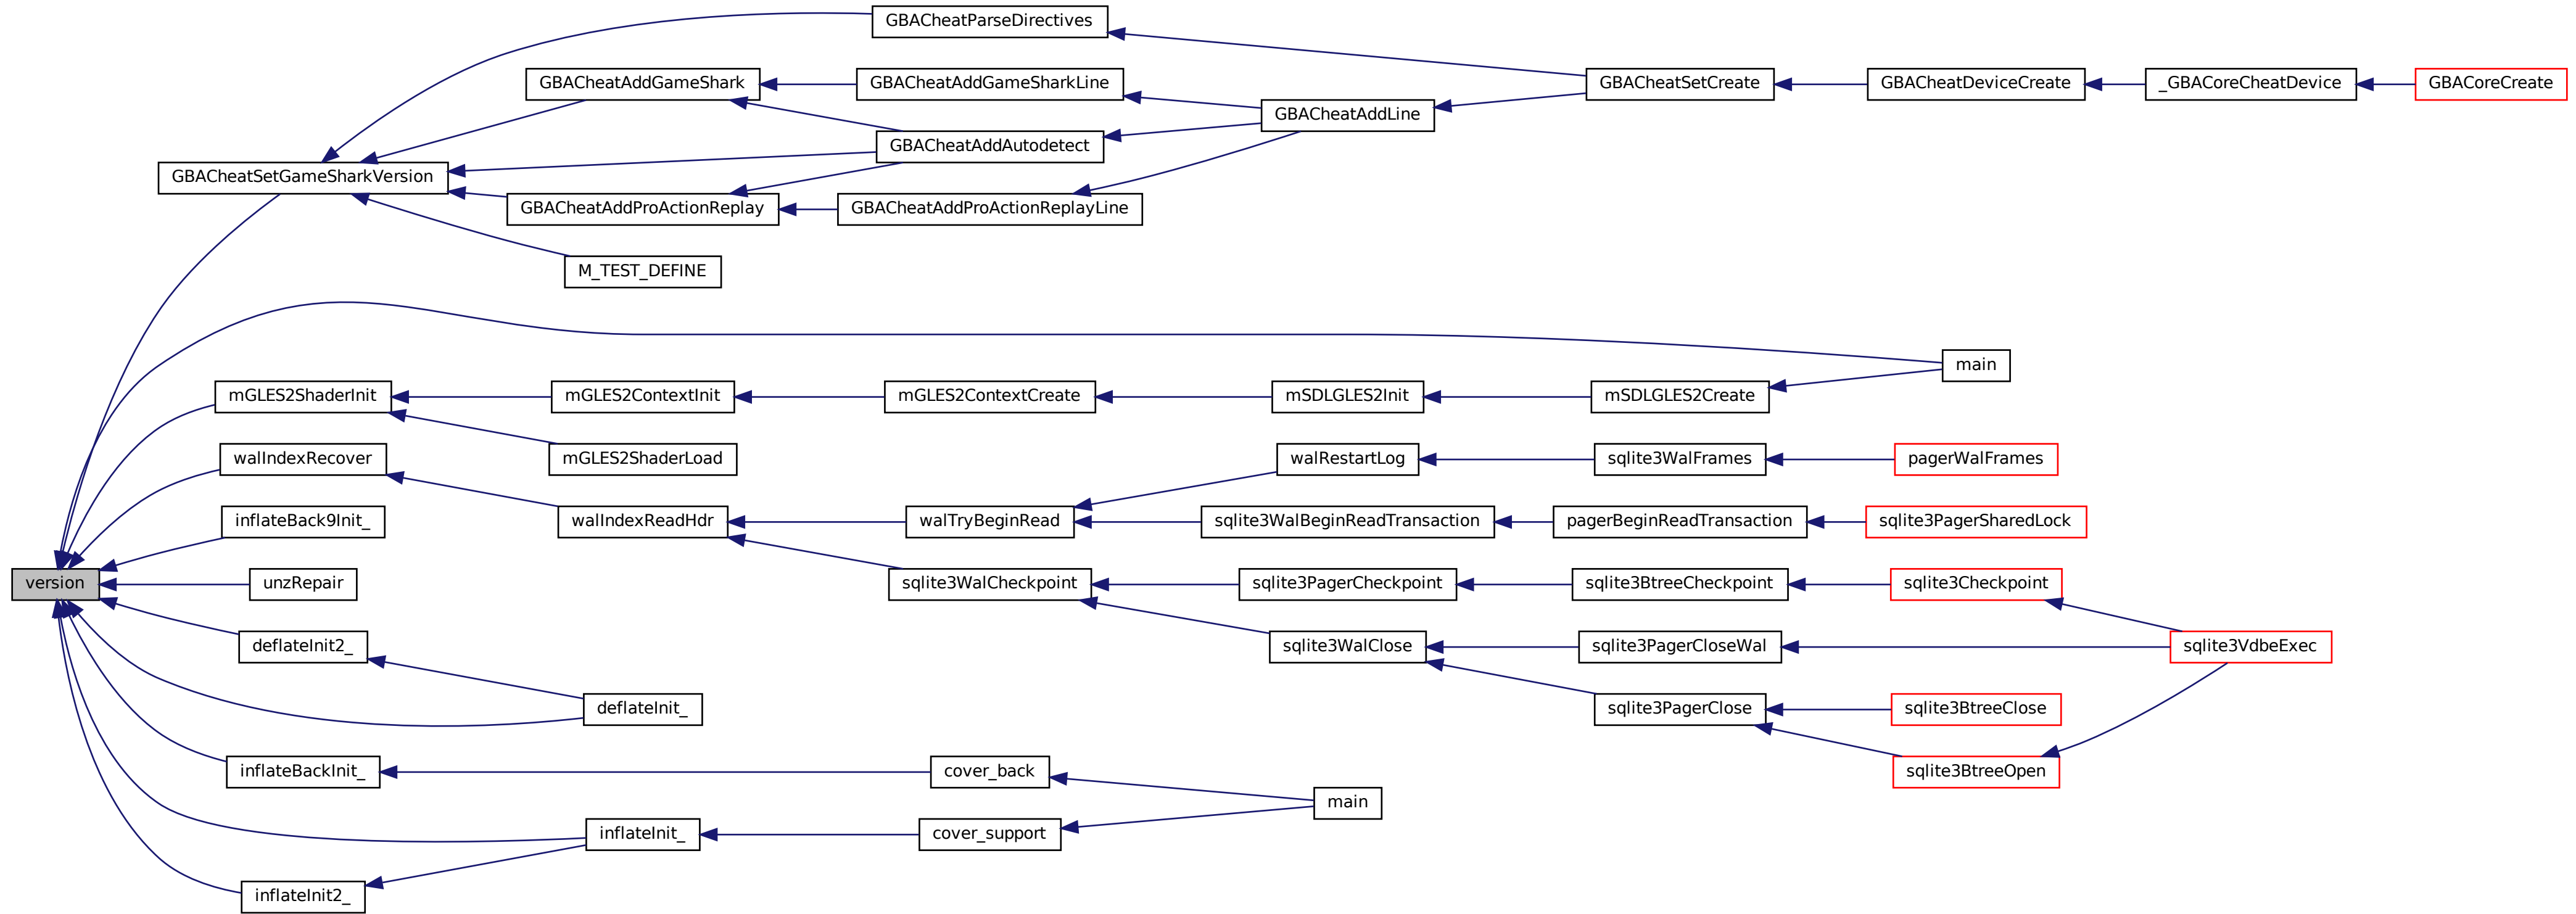 GBACheatParseDirectives
GBACheatAddGameShark
GBACheatAddGameSharkLine
GBACheatSetCreate
GBACheatDeviceCreate
_GBACoreCheatDevice
GBACoreCreate
GBACheatAddLine
GBACheatAddAutodetect
GBACheatSetGameSharkVersion
GBACheatAddProActionReplay
GBACheatAddProActionReplayLine
M_TEST_DEFINE
main
mGLES2ShaderInit
mGLES2ContextInit
mGLES2ContextCreate
mSDLGLES2Init
mSDLGLES2Create
walIndexRecover
mGLES2ShaderLoad
walRestartLog
sqlite3WalFrames
pagerWalFrames
inflateBack9Init_
walIndexReadHdr
walTryBeginRead
sqlite3WalBeginReadTransaction
pagerBeginReadTransaction
sqlite3PagerSharedLock
version
unzRepair
sqlite3WalCheckpoint
sqlite3PagerCheckpoint
sqlite3BtreeCheckpoint
sqlite3Checkpoint
deflateInit2_
sqlite3WalClose
sqlite3PagerCloseWal
sqlite3VdbeExec
deflateInit_
sqlite3PagerClose
sqlite3BtreeClose
inflateBackInit_
cover_back
sqlite3BtreeOpen
main
inflateInit_
cover_support
inflateInit2_